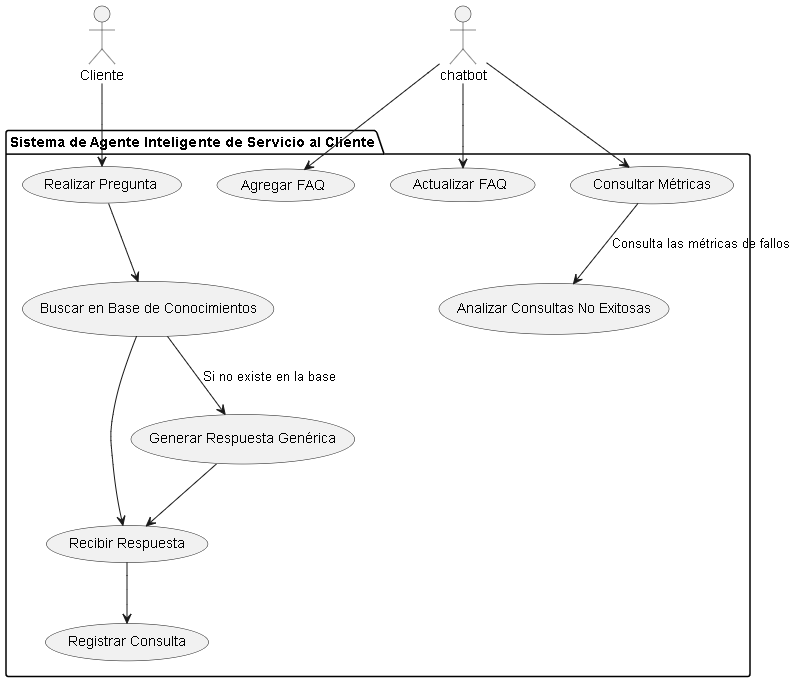 Cliente
chatbot
Sistema de Agente Inteligente de Servicio al Cliente
Realizar Pregunta
Agregar FAQ
Actualizar FAQ
Consultar Métricas
Consulta las métricas de fallos
Buscar en Base de Conocimientos
Analizar Consultas No Exitosas
Si no existe en la base
Generar Respuesta Genérica
Recibir Respuesta
Registrar Consulta